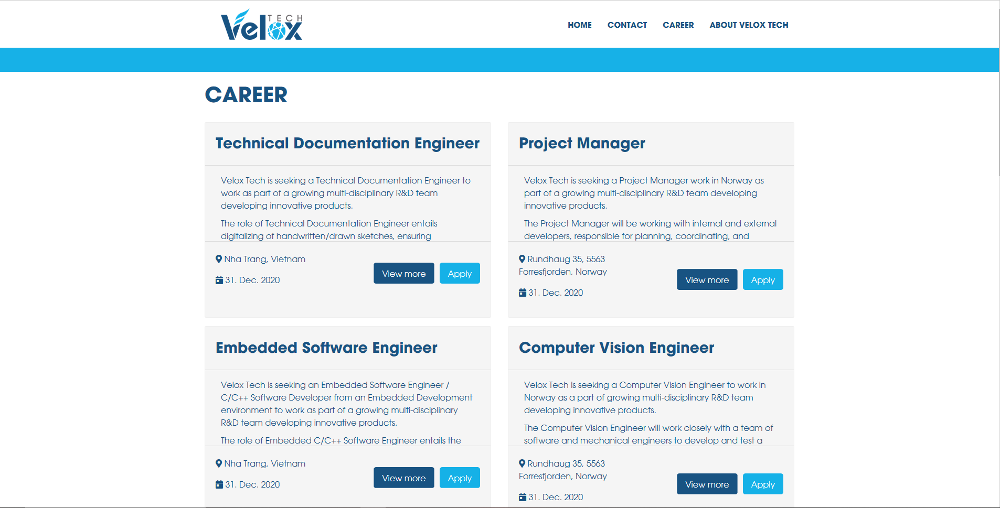 Velox TECH
HOME CONTACT CAREER ABOUT VELOX TECH
CAREER
Technical Documentation Engineer
Velox Tech is seeking a Technical Documentation Engineer to
work as part of a growing multi-disciplinary R&D team
developing innovative products.
The role of Technical Documentation Engineer entails
digitalizing of handwritten/drawn sketches, ensuring
Nha Trang, Vietnam
31. Dec. 2020
View more Apply
Project Manager
Velox Tech is seeking a Project Manager work in Norway as
part of a growing multi-disciplinary R&D team developing
innovative products.
The Project Manager will be working with internal and external
developers, responsible for planning, coordinating, and
Rundhaug 35, 5563
Forresfjorden, Norway
31. Dec. 2020
View more Apply
Embedded Software Engineer
Velox Tech is seeking an Embedded Software Engineer /
C/C++ Software Developer from an Embedded Development
environment to work as part of a growing multi-disciplinary
R&D team developing innovative products.
The role of Embedded C/C++ Software Engineer entails the
Nha Trang, Vietnam
31. Dec. 2020
View more Apply
Computer Vision Engineer
Velox Tech is seeking a Computer Vision Engineer to work in
Norway as a part of growing multi-disciplinary R&D team
developing innovative products.
The Computer Vision Engineer will work closely with a team of
software and mechanical engineers to develop and test a
Rundhaug 35, 5563
Forresfjorden, Norway
31. Dec. 2020
View more Apply